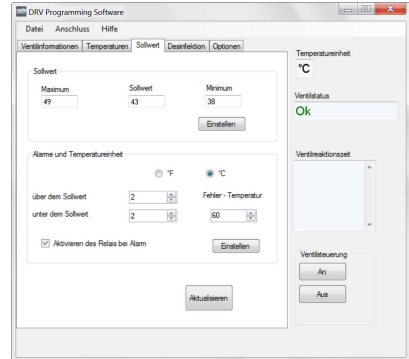 DRV Programming Software
Datei Anschluss Hilfe
Ventilinformationen Temperaturen Sollwert Desinfektion Optionen
Sollwert
Maximum Sollwert Minimum
49 43 38
Einstellen
Alarme und Temperatureinheit
°F °C
über dem Sollwert 2 Fehler - Temperatur
unter dem Sollwert 2 60
Aktivieren des Relais bei Alarm Einstellen
Aktualisieren
Temperatureinheit
°C
Ventilstatus
Ok
Ventilreaktionszeit
Ventilsteuerung
An
Aus